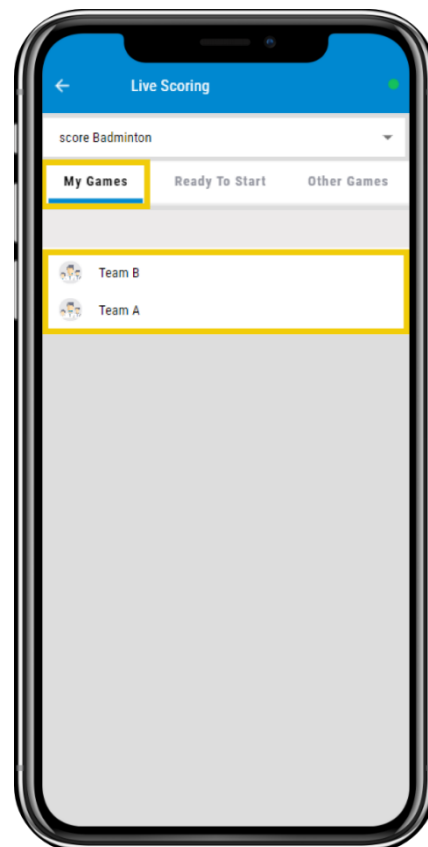 Live Scoring
score Badminton
My Games Ready To Start Other Games
Team B
Team A